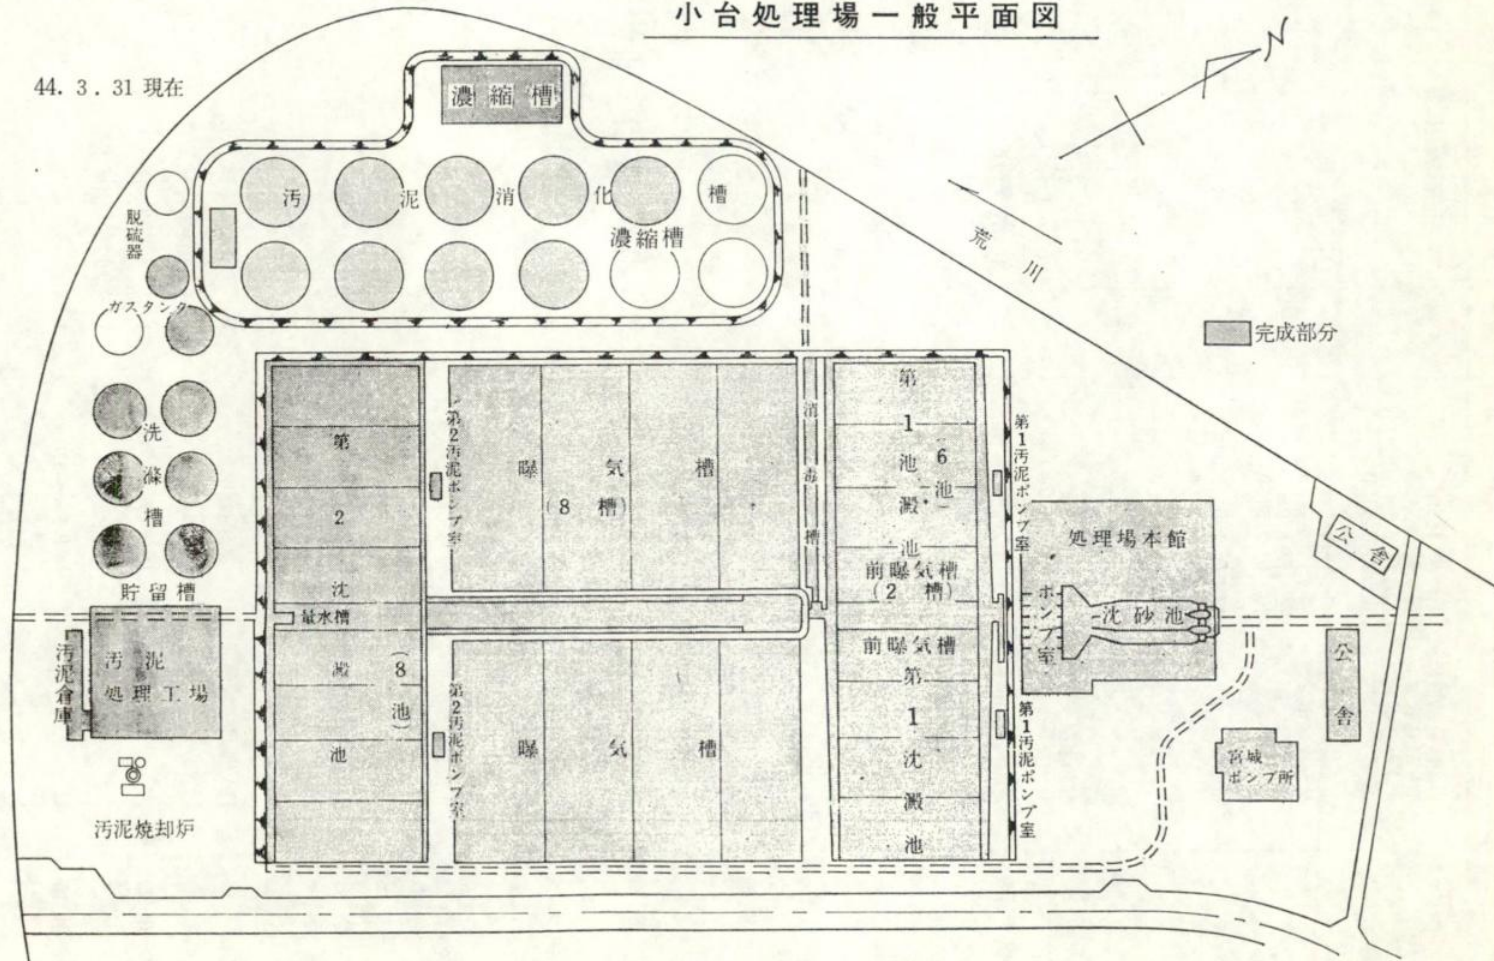 小台処理場一般平面図
44. 3. 31 現在
N
濃縮槽
汚泥消化槽
濃縮槽
脱硫器
ガスタンク
荒川
完成部分
洗滌槽
貯留槽
第2沈澱池
(8池)
量水槽
第2汚泥ポンプ室
曝気槽
(8槽)
消毒槽
第1池澱池
6池
前曝気槽
(2槽)
前曝気槽
第1沈澱池
第1汚泥ポンプ室
処理場本館
ポンプ室
沈砂池
公舎
公舎
宮城
ポンプ所
汚泥倉庫
汚泥
処理工場
汚泥焼却炉
第2汚泥ポンプ室
曝気槽
第1汚泥ポンプ室